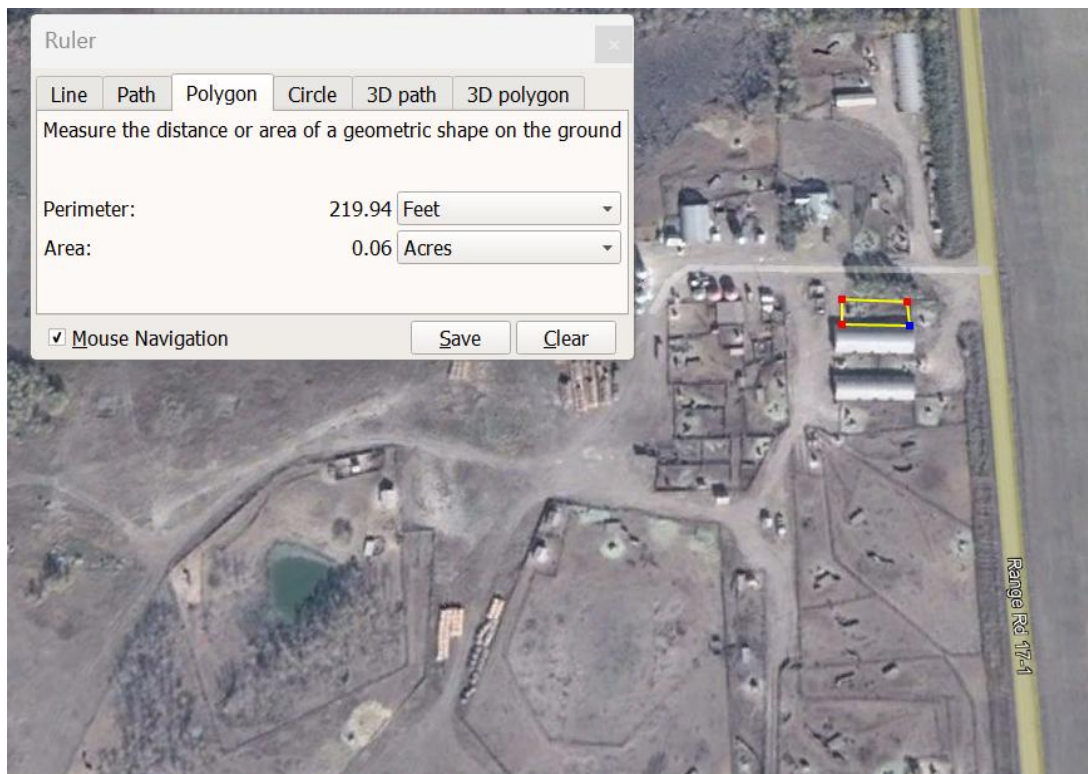 Ruler
Line Path Polygon Circle 3D path 3D polygon
Measure the distance or area of a geometric shape on the ground
Perimeter: 219.94 Feet
Area: 0.06 Acres
Mouse Navigation Save Clear
Range Rd 17-1